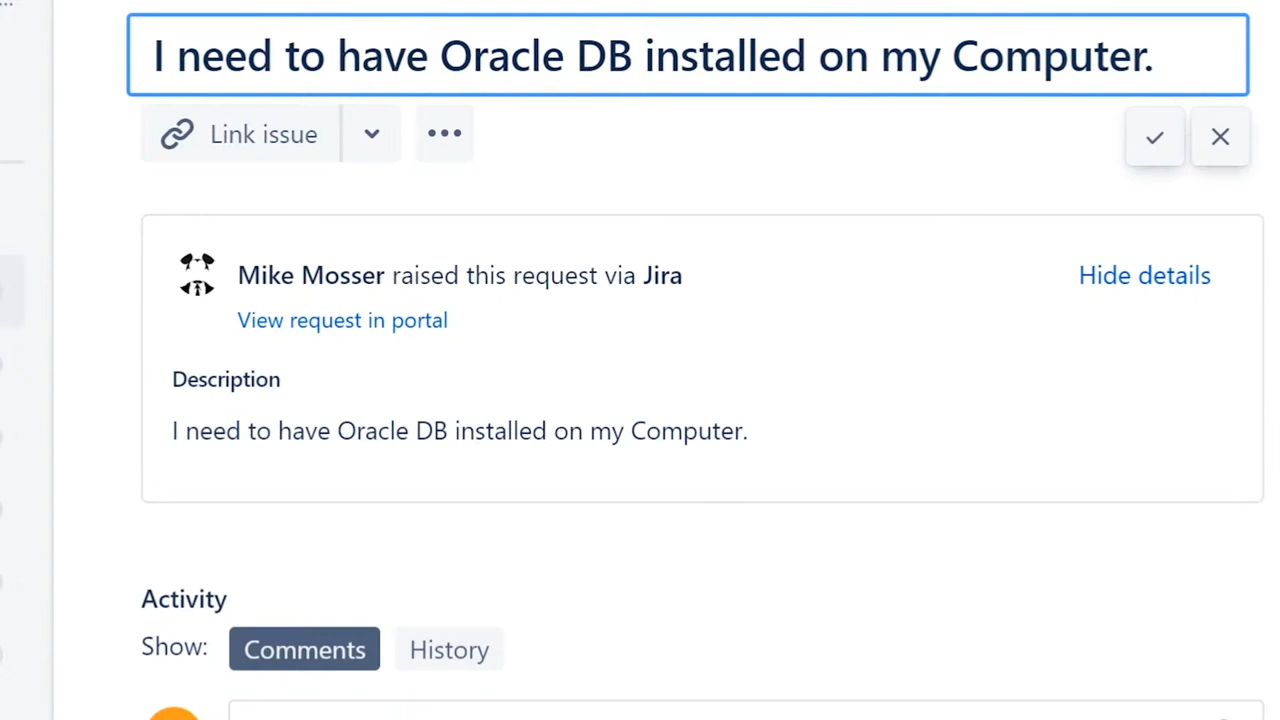 I need to have Oracle DB installed on my Computer.
Link issue
Mike Mosser raised this request via Jira
Hide details
View request in portal
Description
I need to have Oracle DB installed on my Computer.
Activity
Show: Comments History